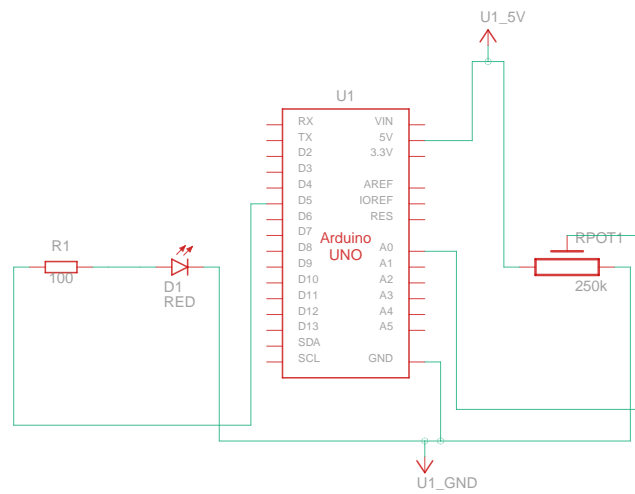 U1_5V
U1
RX
TX
D2
D3
D4
D5
D6
D7
D8
D9
D10
D11
D12
D13
SDA
SCL
Arduino
UNO
VIN
5V
3.3V
AREF
IOREF
RES
A0
A1
A2
A3
A4
A5
GND
R1
100
D1
RED
RPOT1
250k
U1_GND